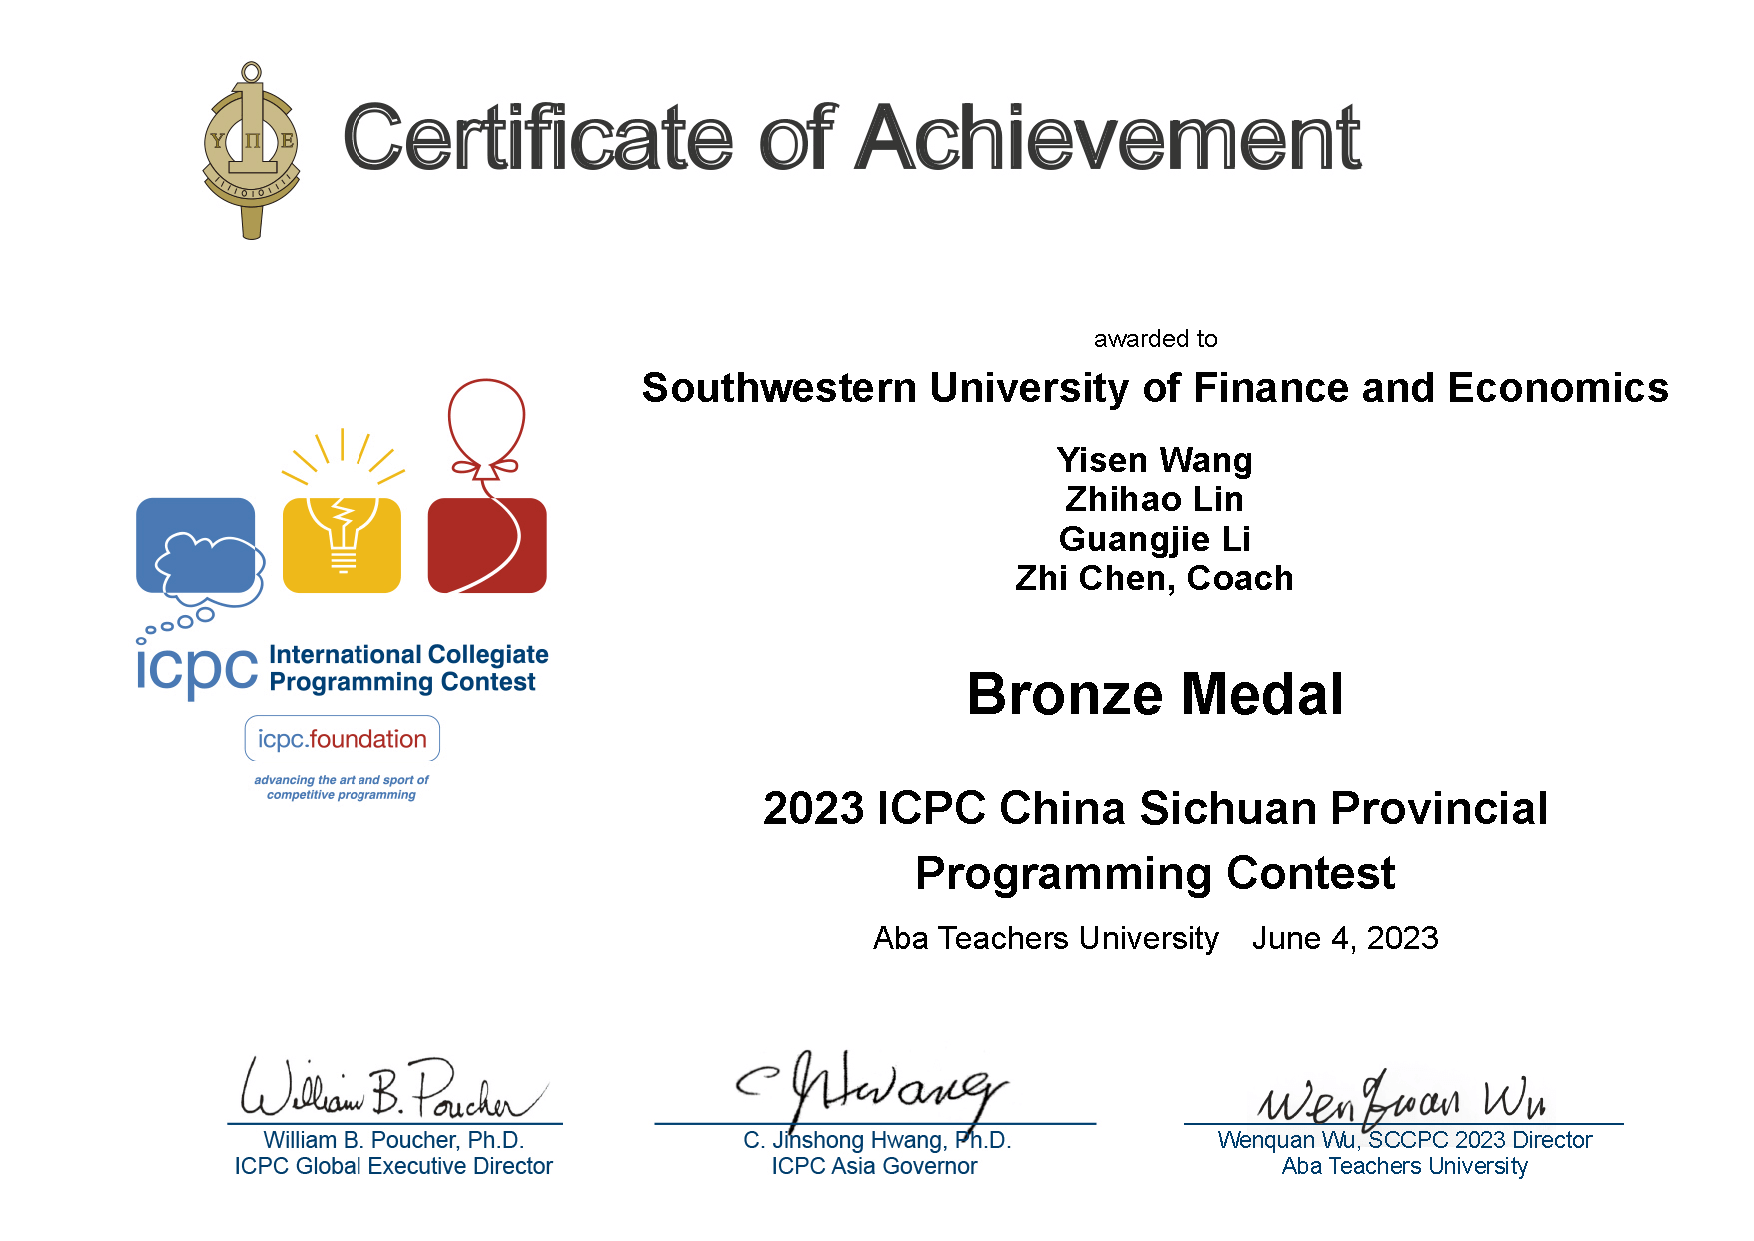 Υ Π Ε
Certificate of Achievement
awarded to
Southwestern University of Finance and Economics
Yisen Wang
Zhihao Lin
Guangjie Li
Zhi Chen, Coach
icpc International Collegiate
Programming Contest
icpc.foundation
advancing the art and sport of
competitive programming
Bronze Medal
2023 ICPC China Sichuan Provincial
Programming Contest
Aba Teachers University June 4, 2023
William B. Poucher
C Jhwang
Wenquan Wu
William B. Poucher, Ph.D.
ICPC Global Executive Director
C. Jinshong Hwang, Ph.D.
ICPC Asia Governor
Wenquan Wu, SCCPC 2023 Director
Aba Teachers University